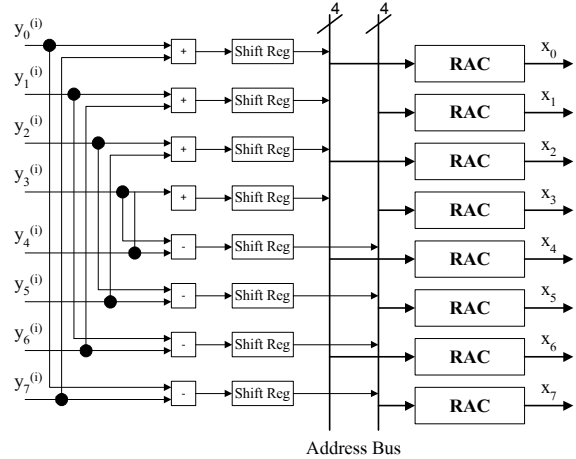 4 4
y0(i) + Shift Reg RAC x0
y1(i) + Shift Reg RAC x1
y2(i) + Shift Reg RAC x2
y3(i) + Shift Reg RAC x3
y4(i) - Shift Reg RAC x4
y5(i) - Shift Reg RAC x5
y6(i) - Shift Reg RAC x6
y7(i) - Shift Reg RAC x7
Address Bus